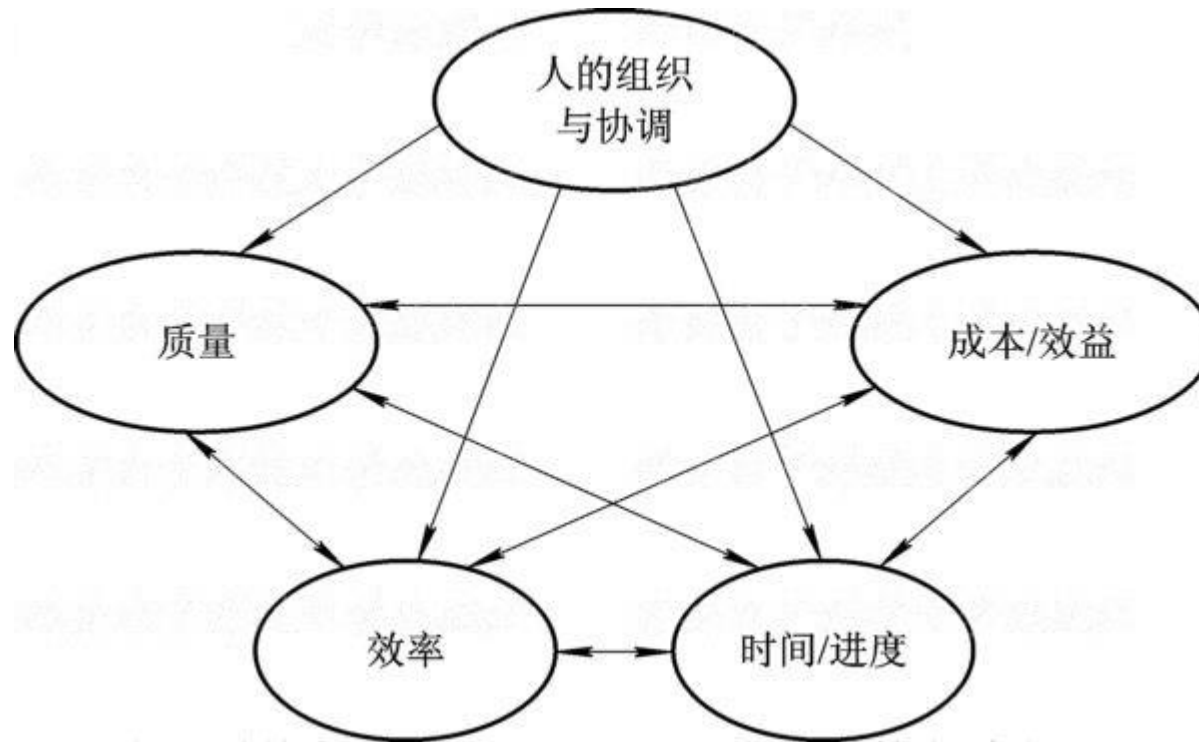 人的组织
与协调
质量
成本/效益
效率
时间/进度